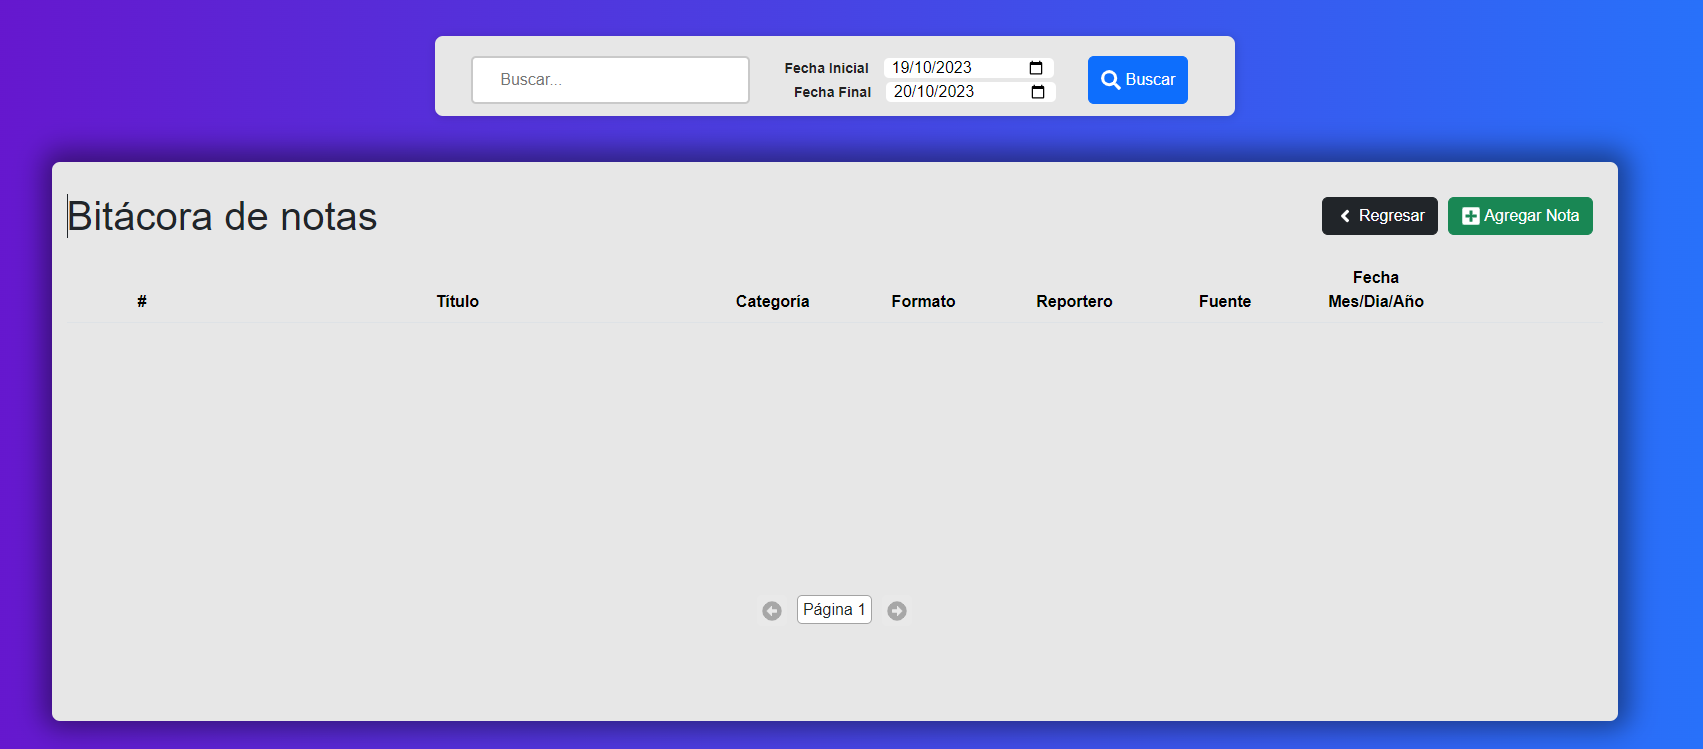 Buscar...
Fecha Inicial 19/10/2023
Fecha Final 20/10/2023
Buscar
Bitácora de notas
Regresar
Agregar Nota
# Título Categoría Formato Reportero Fuente Fecha
Mes/Dia/Año
Página 1